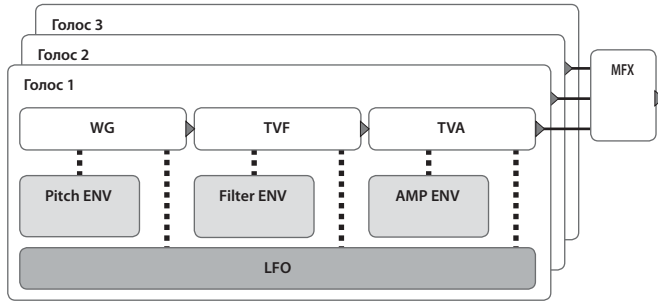 Голос 3
Голос 2
Голос 1
MFX
WG
TVF
TVA
Pitch ENV
Filter ENV
AMP ENV
LFO